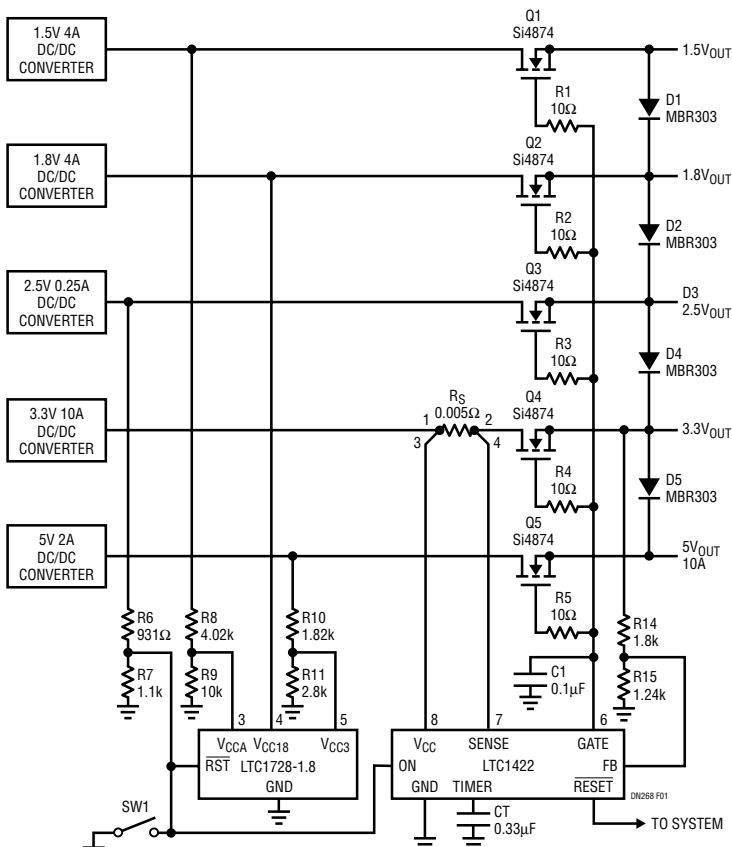 1.5V 4A
DC/DC
CONVERTER
Q1
Si4874
1.5VOUT
R1
10Ω
D1
MBR303
1.8V 4A
DC/DC
CONVERTER
Q2
Si4874
1.8VOUT
R2
10Ω
D2
MBR303
2.5V 0.25A
DC/DC
CONVERTER
Q3
Si4874
D3
2.5VOUT
R3
10Ω
D4
MBR303
3.3V 10A
DC/DC
CONVERTER
RS
0.005Ω
1
2
3
4
Q4
Si4874
3.3VOUT
R4
10Ω
D5
MBR303
5V 2A
DC/DC
CONVERTER
Q5
Si4874
5VOUT
10A
R5
10Ω
R6
931Ω
R7
1.1k
R8
4.02k
R9
10k
R10
1.82k
R11
2.8k
C1
0.1µF
R14
1.8k
R15
1.24k
3
4
5
VCCA
VCC18
VCC3
RST
LTC1728-1.8
GND
8
7
6
VCC
SENSE
GATE
ON
LTC1422
FB
GND
TIMER
RESET
DN268 F01
SW1
CT
0.33µF
TO SYSTEM